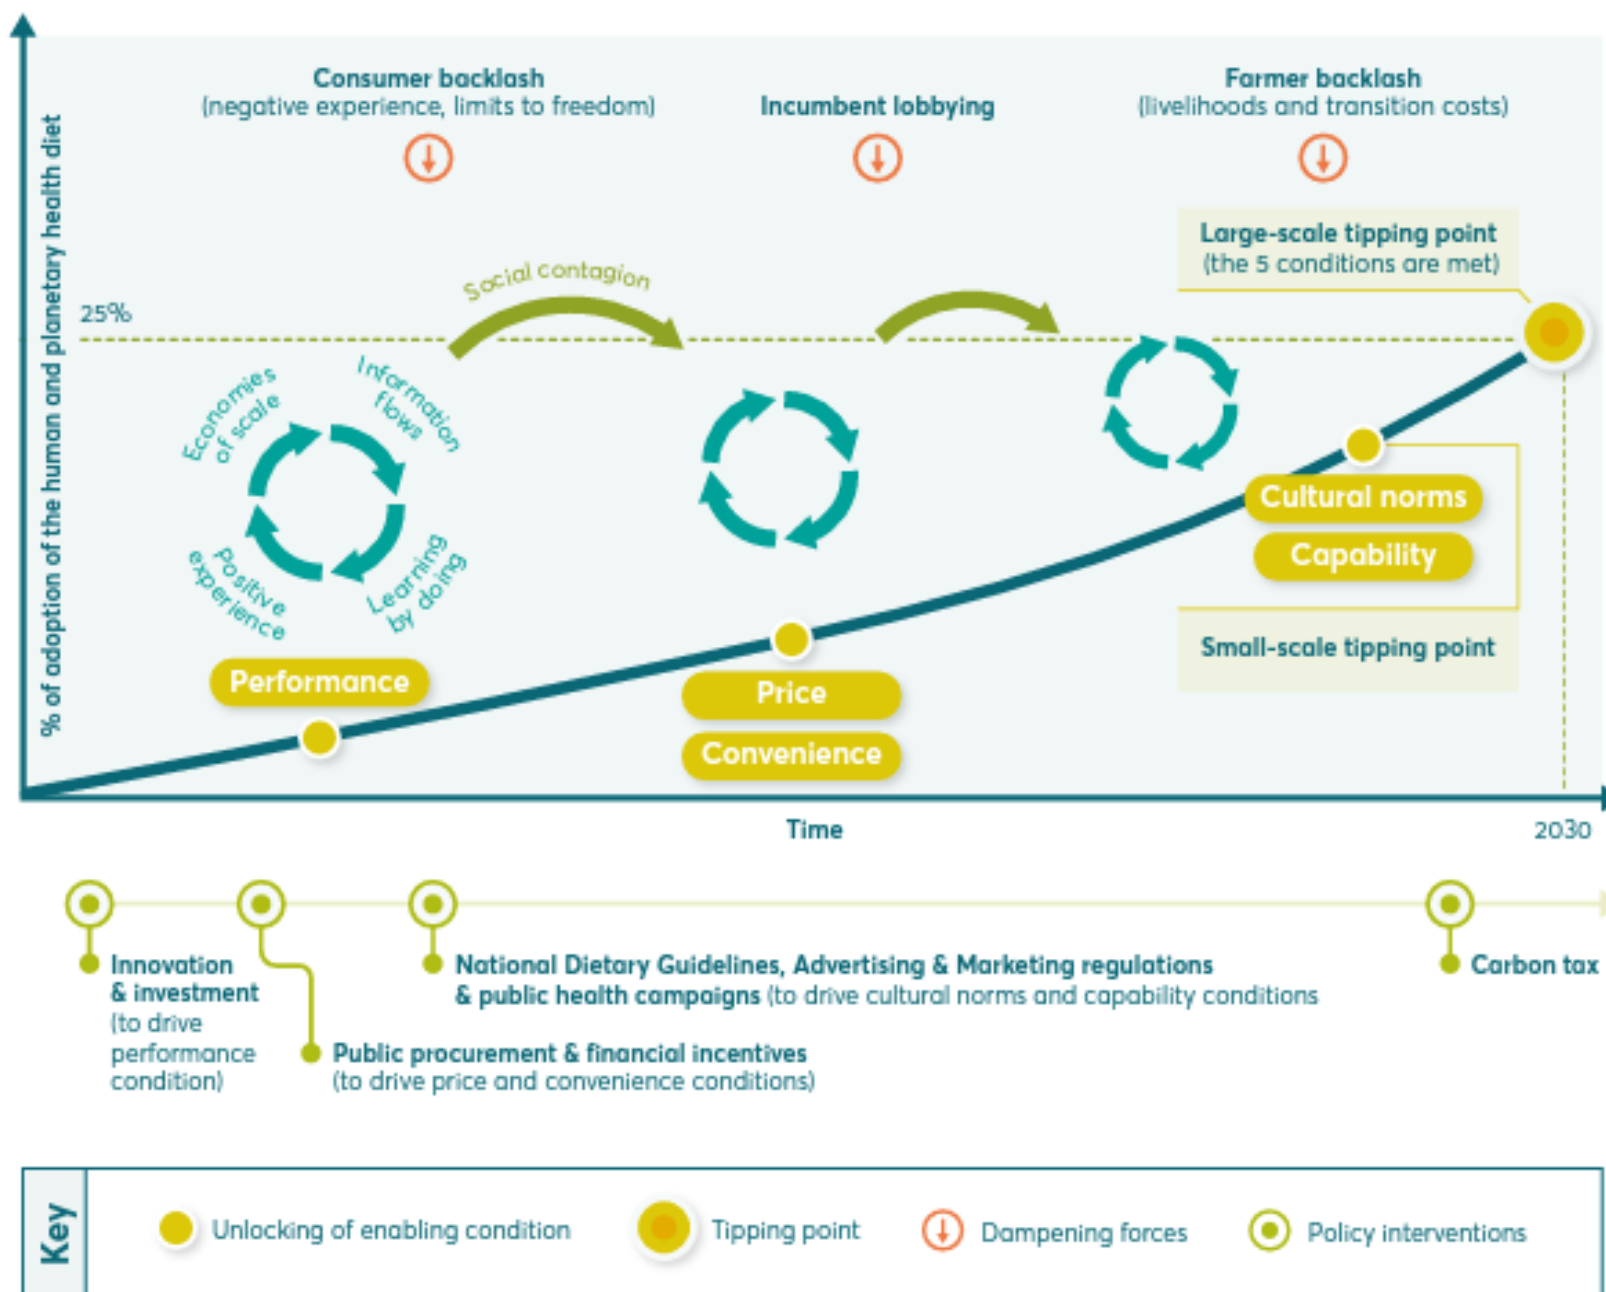 Consumer backlash
(negative experience, limits to freedom)
Incumbent lobbying
Farmer backlash
(livelihoods and transition costs)
% of adoption of the human and planetary health diet
25%
Social contagion
Large-scale tipping point
(the 5 conditions are met)
Economies
of scale
Information
flows
Positive
experience
Learning
by doing
Performance
Price
Convenience
Cultural norms
Capability
Small-scale tipping point
Time
2030
Innovation
& investment
(to drive
performance
condition)
Public procurement & financial incentives
(to drive price and convenience conditions)
National Dietary Guidelines, Advertising & Marketing regulations
& public health campaigns (to drive cultural norms and capability conditions
Carbon tax
Key
Unlocking of enabling condition
Tipping point
Dampening forces
Policy interventions